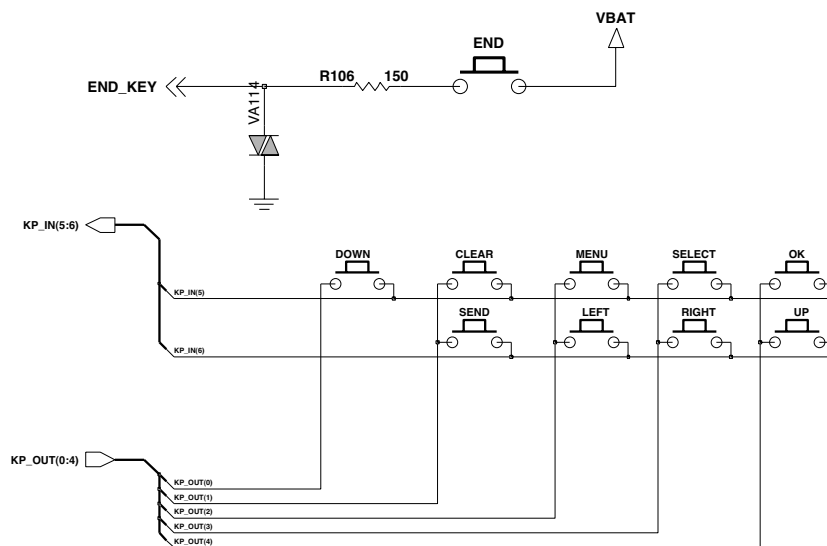 VBAT
END
END_KEY
R106 150
VA114
KP_IN(5:6)
DOWN CLEAR MENU SELECT OK
KP_IN(5)
SEND LEFT RIGHT UP
KP_IN(6)
KP_OUT(0:4)
KP_OUT(0)
KP_OUT(1)
KP_OUT(2)
KP_OUT(3)
KP_OUT(4)